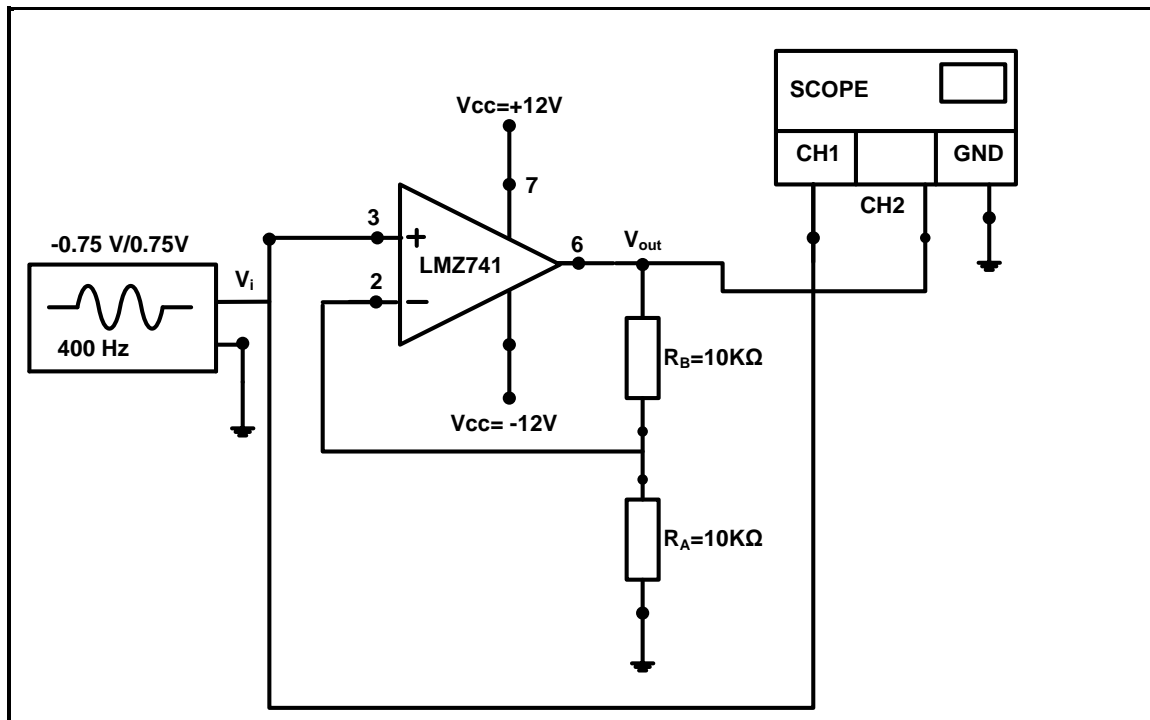 SCOPE
Vcc=+12V
CH1
GND
7
CH2
3
-0.75 V/0.75V
+
6
Vout
LMZ741
Vi
2
−
400 Hz
RB=10KΩ
Vcc= -12V
RA=10KΩ